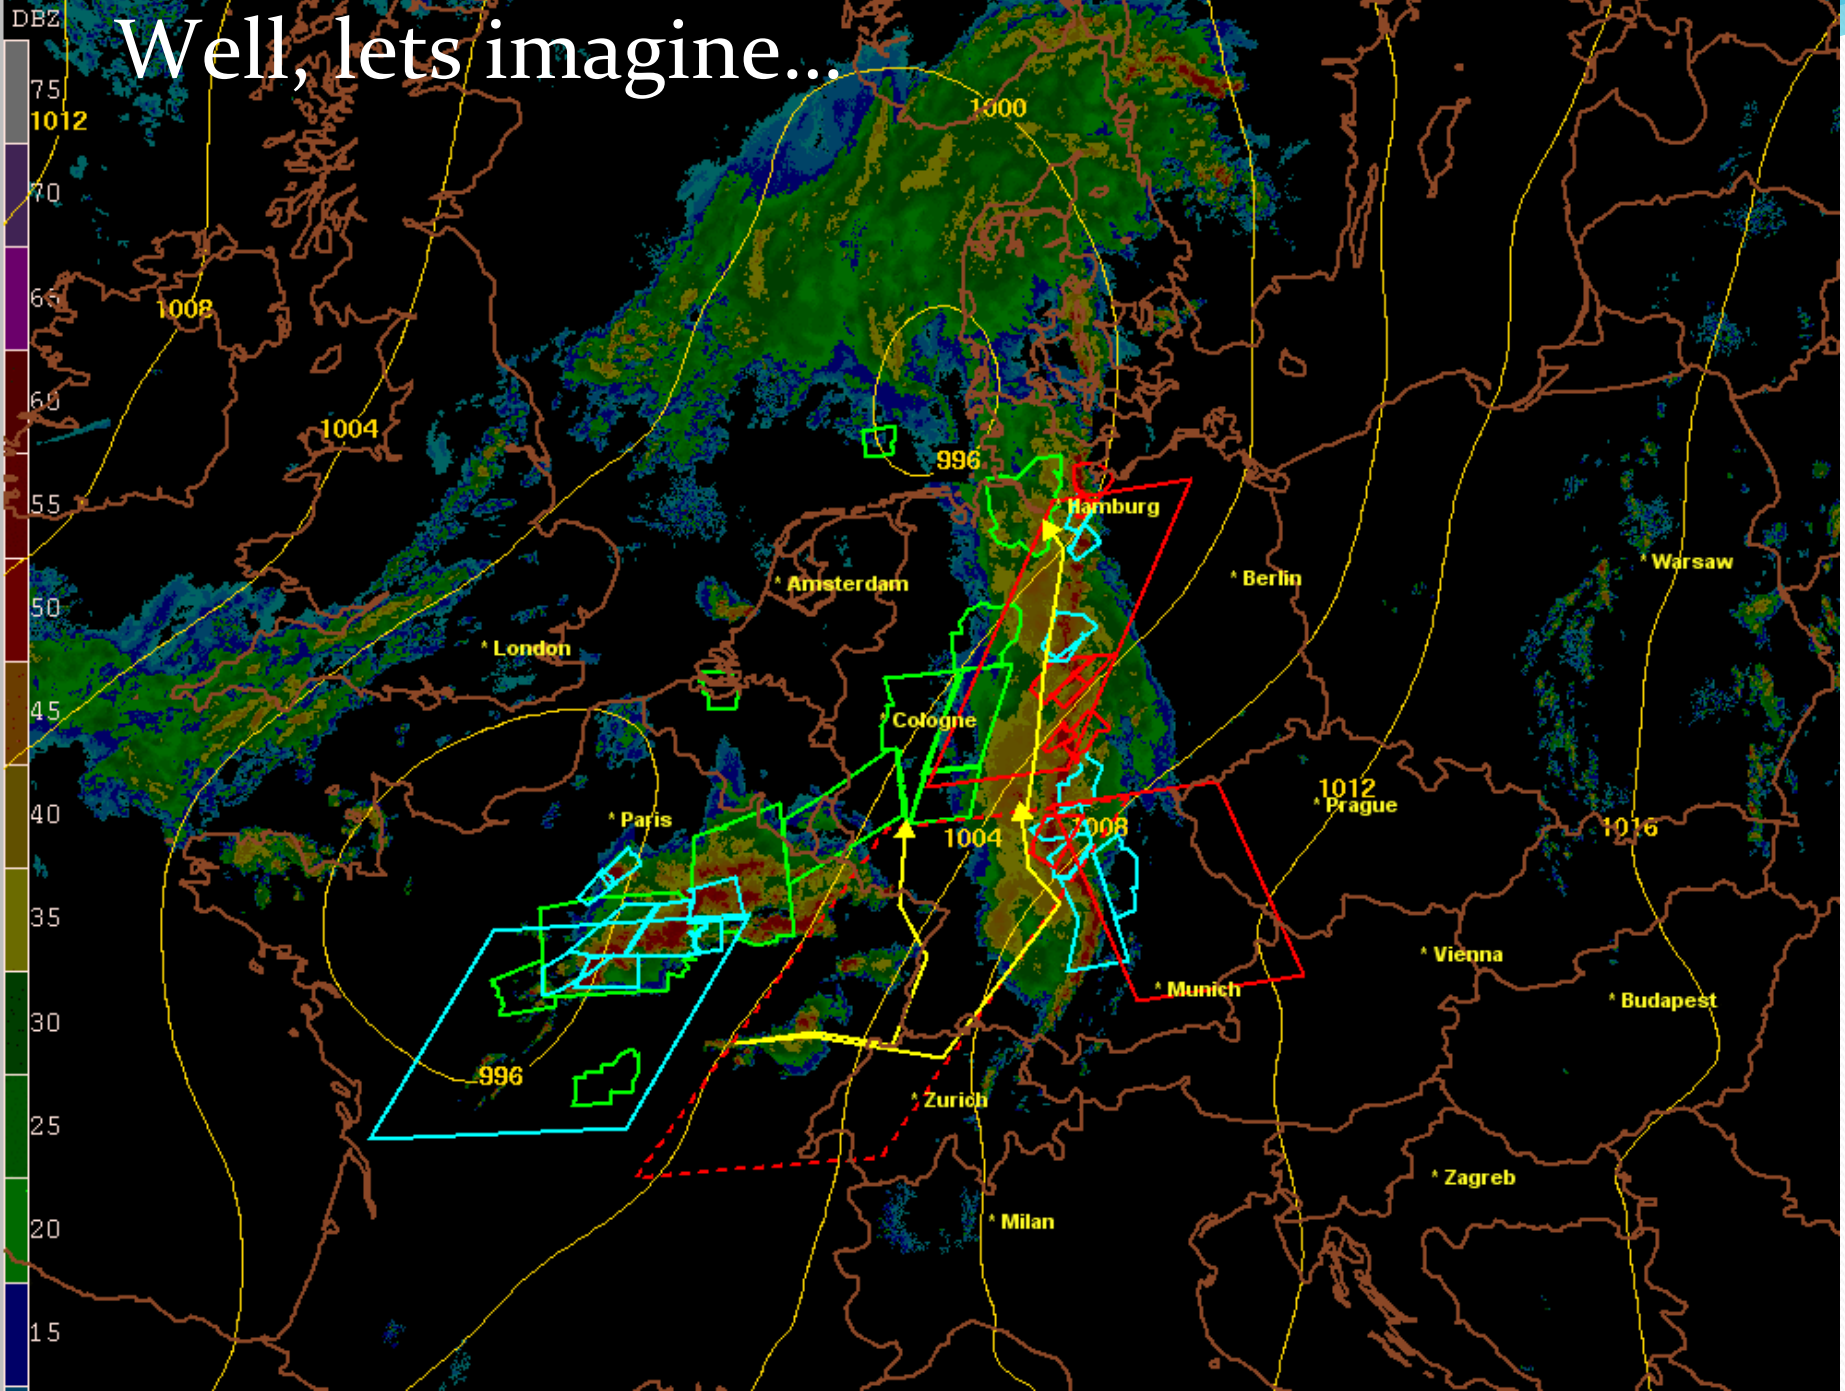 DBZ
Well, lets imagine...
75
1012
1000
70
65
1008
60
1004
996
55
* Hamburg
* Warsaw
* Amsterdam
* Berlin
50
* London
45
* Cologne
1012
* Prague
40
* Paris
1004
1008
1016
35
* Vienna
* Munich
* Budapest
30
996
* Zurich
25
* Zagreb
20
* Milan
15